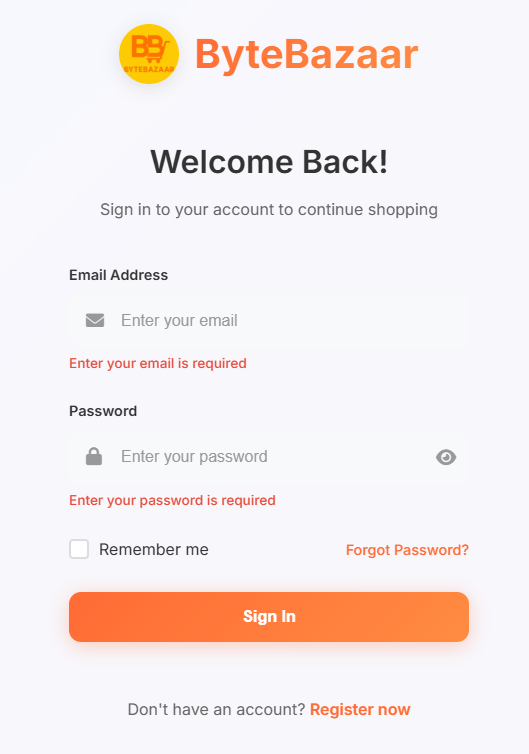 BB
BYTEBAZAAR
ByteBazaar
Welcome Back!
Sign in to your account to continue shopping
Email Address
Enter your email
Enter your email is required
Password
Enter your password
Enter your password is required
Remember me
Forgot Password?
Sign In
Don't have an account? Register now